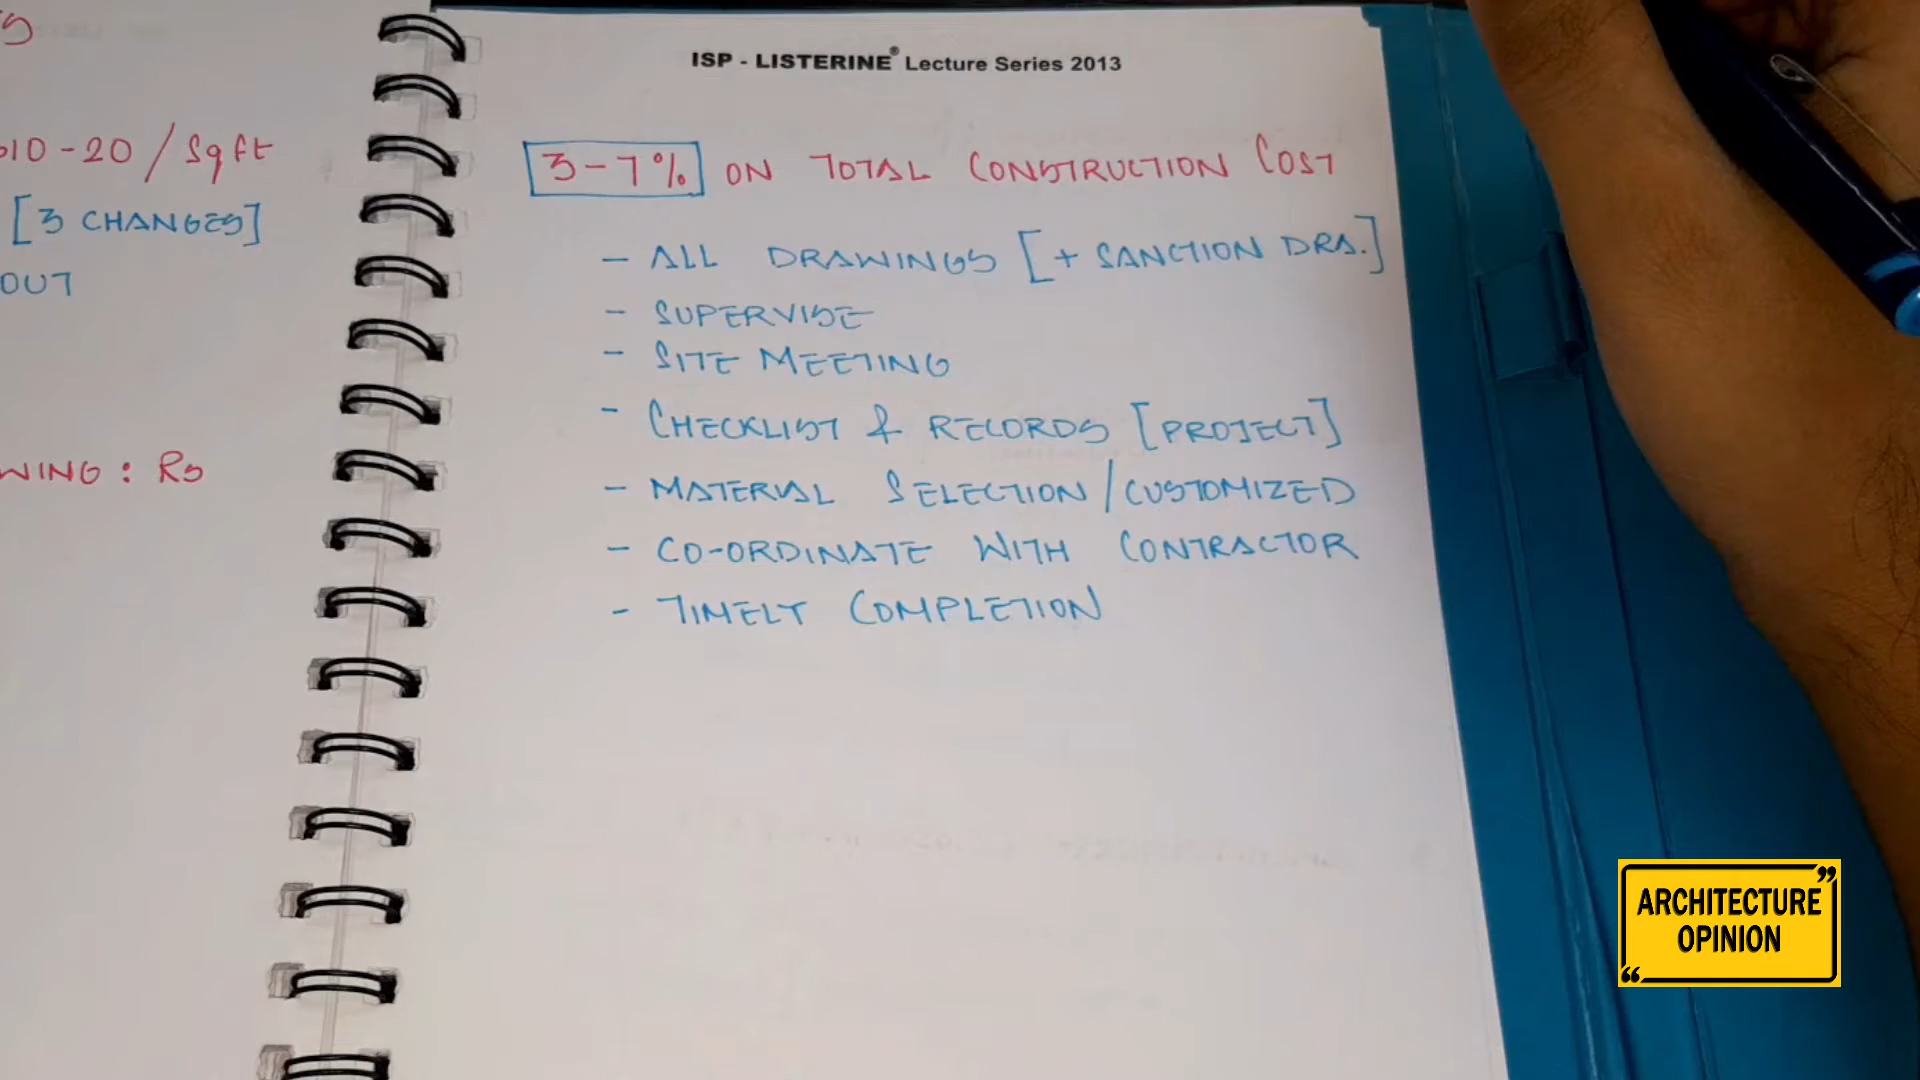 10-20 / Sqft
[3 CHANGES]
OUT
WING : RS
ISP - LISTERINE® Lecture Series 2013
3-7% ON TOTAL CONSTRUCTION COST
- ALL DRAWINGS [+ SANCTION DRA.]
- SUPERVISE
- SITE MEETING
- CHECKLIST & RECORDS [PROJECT]
- MATERIAL SELECTION / CUSTOMIZED
- CO-ORDINATE WITH CONTRACTOR
- TIMELY COMPLETION
"ARCHITECTURE
OPINION"